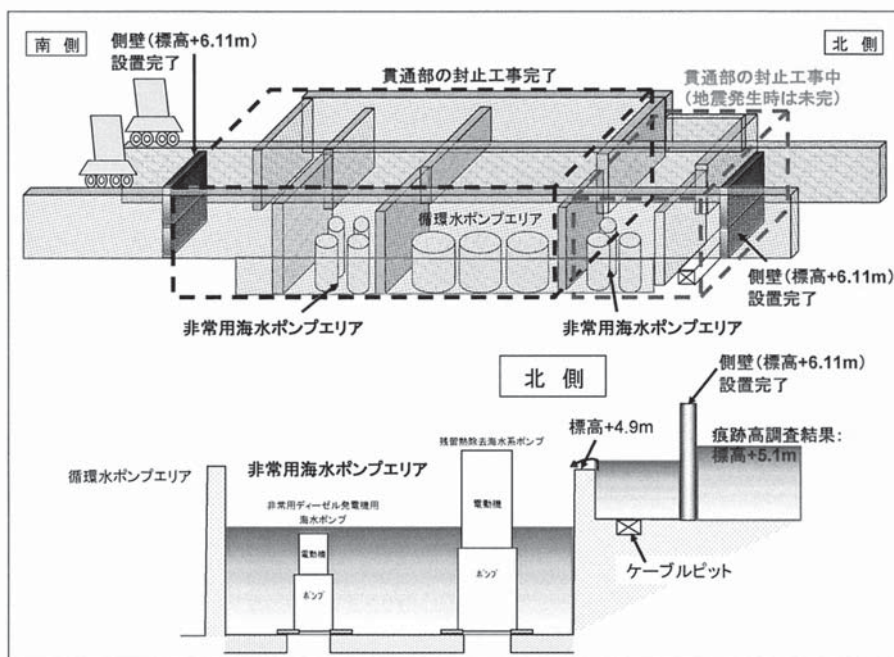 南側
側壁(標高+6.11m)
設置完了
北側
貫通部の封止工事完了
貫通部の封止工事中
(地震発生時は未完)
循環水ポンプエリア
側壁(標高+6.11m)
設置完了
非常用海水ポンプエリア
非常用海水ポンプエリア
北側
側壁(標高+6.11m)
設置完了
標高+4.9m
残留熱除去海水系ポンプ
痕跡高調査結果:
標高+5.1m
循環水ポンプエリア
非常用海水ポンプエリア
非常用ディーゼル発電機用
海水ポンプ
電動機
電動機
ポンプ
ポンプ
ケーブルピット